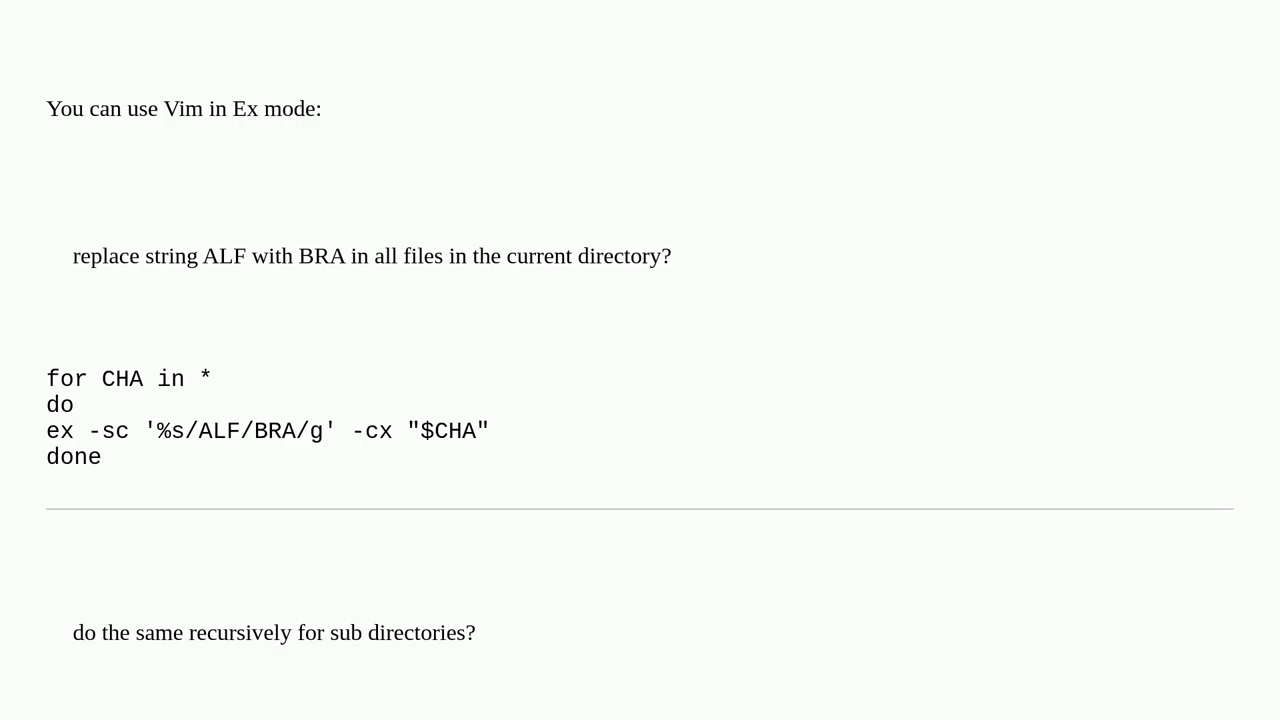 You can use Vim in Ex mode:
replace string ALF with BRA in all files in the current directory?
for CHA in *
do
ex -sc '%s/ALF/BRA/g' -cx "$CHA"
done
do the same recursively for sub directories?